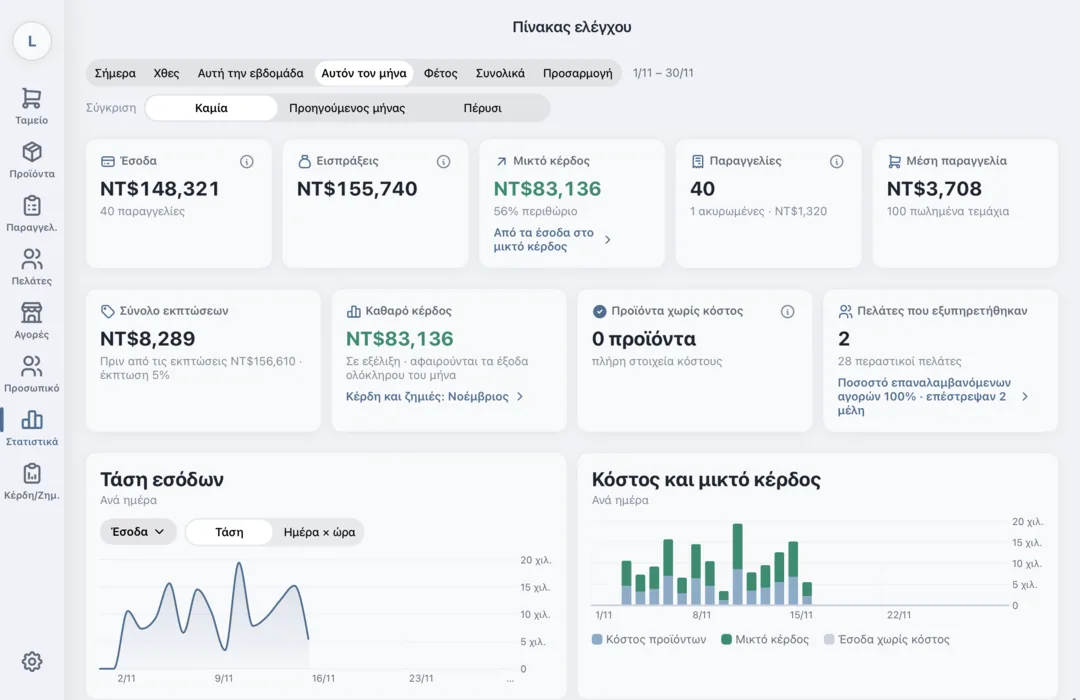 Πίνακας ελέγχου
L
Ταμείο
Προϊόντα
Παραγγελ.
Πελάτες
Αγορές
Προσωπικό
Στατιστικά
Κέρδη/Ζημ.
Σήμερα Χθες Αυτή την εβδομάδα Αυτόν τον μήνα Φέτος Συνολικά Προσαρμογή 1/11 – 30/11
Σύγκριση Καμία Προηγούμενος μήνας Πέρυσι
Έσοδα
NT$148,321
40 παραγγελίες
Εισπράξεις
NT$155,740
Μικτό κέρδος
NT$83,136
56% περιθώριο
Από τα έσοδα στο
μικτό κέρδος
Παραγγελίες
40
1 ακυρωμένες · NT$1,320
Μέση παραγγελία
NT$3,708
100 πωλημένα τεμάχια
Σύνολο εκπτώσεων
NT$8,289
Πριν από τις εκπτώσεις NT$156,610 ·
έκπτωση 5%
Καθαρό κέρδος
NT$83,136
Σε εξέλιξη · αφαιρούνται τα έξοδα
ολόκληρου του μήνα
Κέρδη και ζημιές: Νοέμβριος
Προϊόντα χωρίς κόστος
0 προϊόντα
πλήρη στοιχεία κόστους
Πελάτες που εξυπηρετήθηκαν
2
28 περαστικοί πελάτες
Ποσοστό επαναλαμβανόμενων
αγορών 100% · επέστρεψαν 2
μέλη
Τάση εσόδων
Ανά ημέρα
Έσοδα Τάση Ημέρα × ώρα
20 χιλ.
15 χιλ.
10 χιλ.
5 χιλ.
0
2/11 9/11 16/11 23/11 ...
Κόστος και μικτό κέρδος
Ανά ημέρα
20 χιλ.
15 χιλ.
10 χιλ.
5 χιλ.
0
1/11 8/11 15/11 22/11
Κόστος προϊόντων Μικτό κέρδος Έσοδα χωρίς κόστος